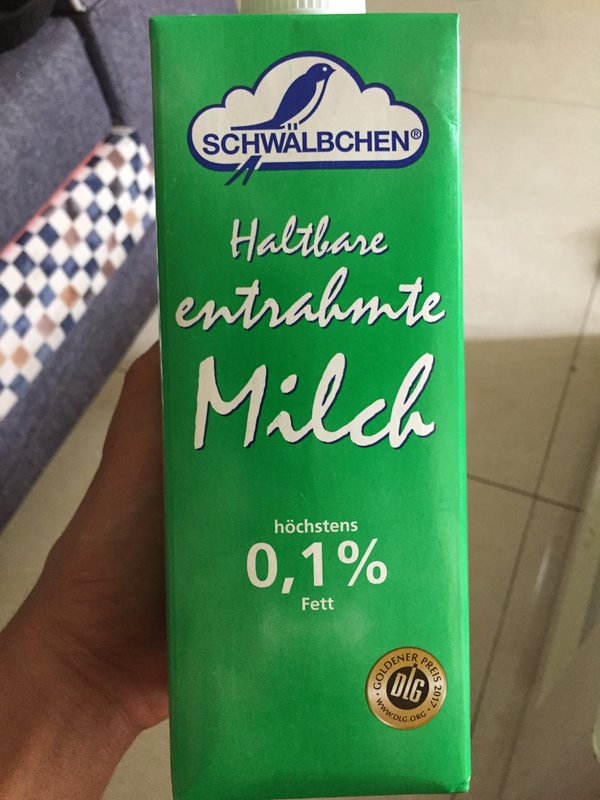 SCHWÄLBCHEN®
Haltbare
entrahmte
Milch
höchstens
0,1%
Fett
GOLDENER PREIS 2017
DLG
WWW.DLG.ORG